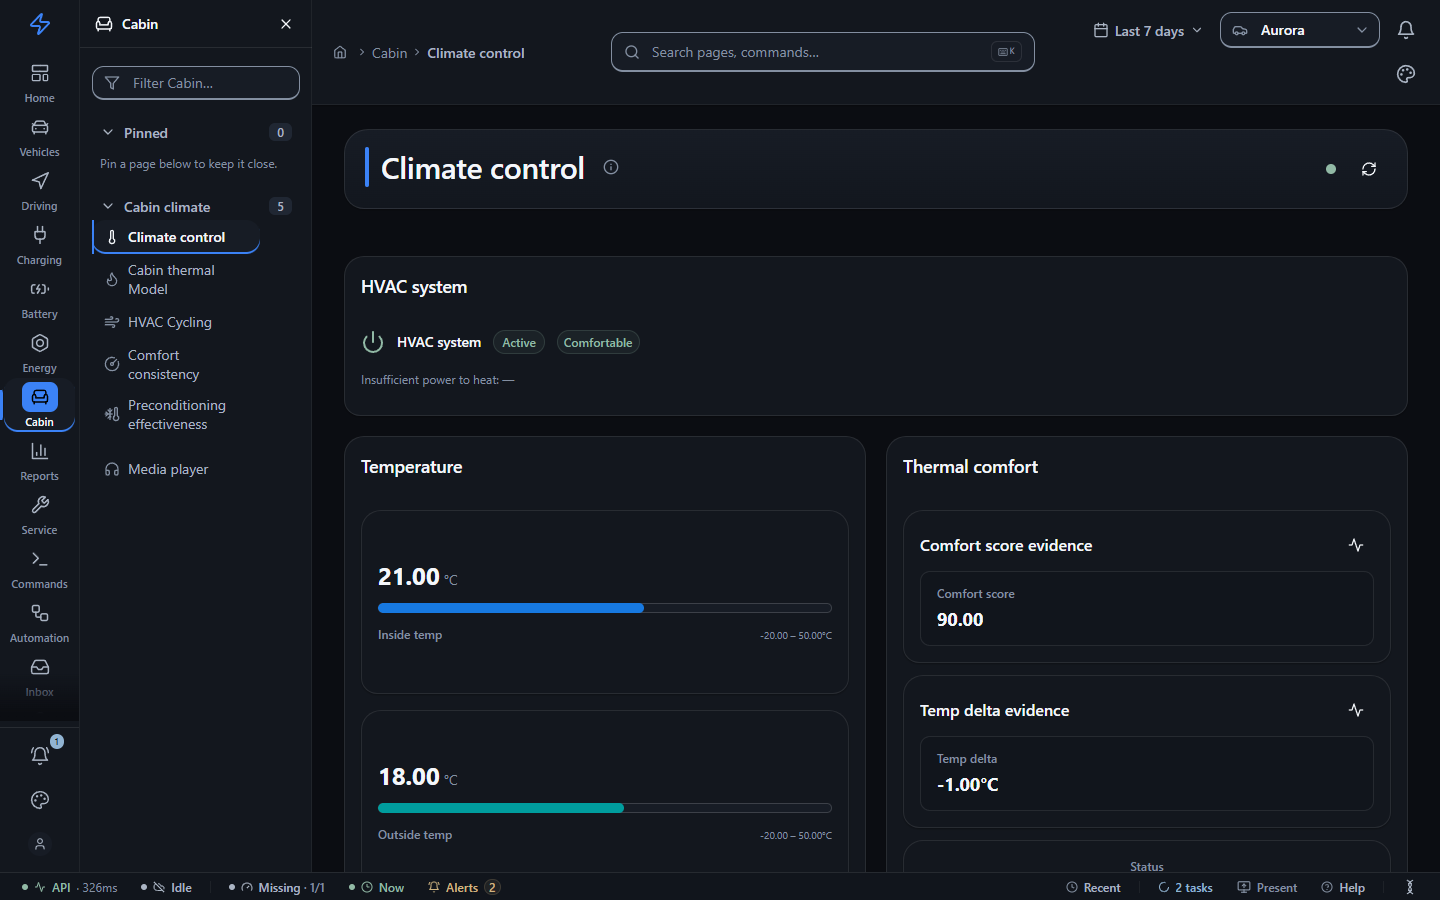 Home
Vehicles
Driving
Charging
Battery
Energy
Cabin
Reports
Service
Commands
Automation
Inbox
1
Cabin
Filter Cabin...
Pinned 0
Pin a page below to keep it close.
Cabin climate 5
Climate control
Cabin thermal
Model
HVAC Cycling
Comfort
consistency
Preconditioning
effectiveness
Media player
Cabin Climate control
Search pages, commands... K
Last 7 days
Aurora
Climate control
HVAC system
HVAC system Active Comfortable
Insufficient power to heat: —
Temperature
21.00 °C
Inside temp -20.00 – 50.00°C
18.00 °C
Outside temp -20.00 – 50.00°C
Thermal comfort
Comfort score evidence
Comfort score
90.00
Temp delta evidence
Temp delta
-1.00°C
Status
API · 326ms Idle Missing · 1/1 Now Alerts 2 Recent 2 tasks Present Help